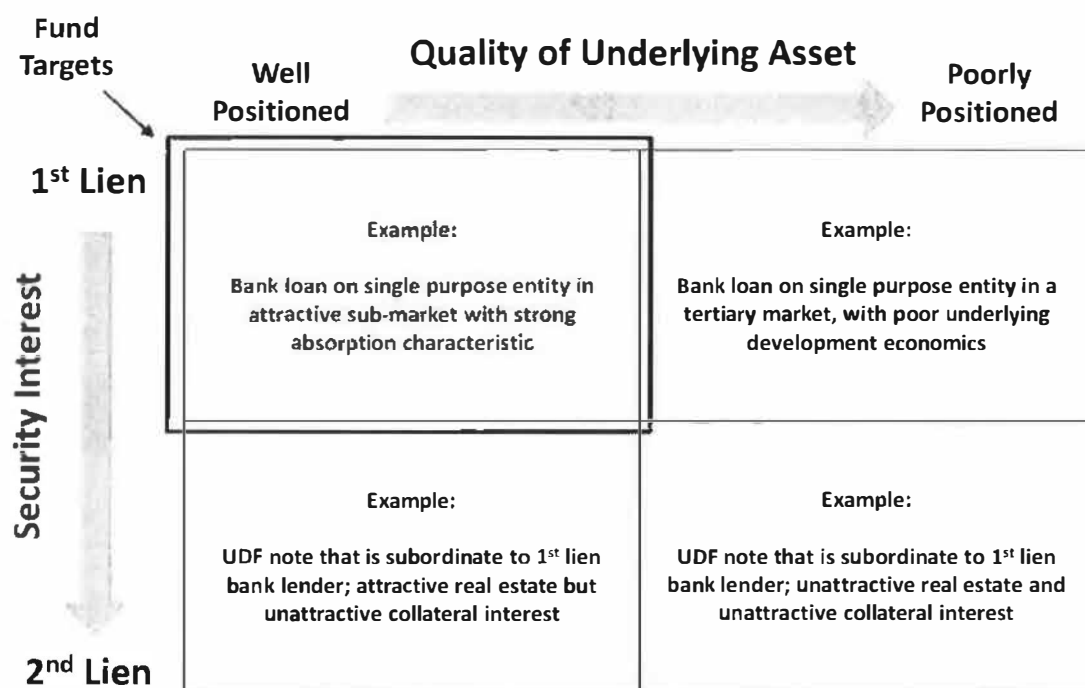 Fund
Targets
Quality of Underlying Asset
Well
Positioned
Poorly
Positioned
1st Lien
Security Interest
2nd Lien
Example:
Bank loan on single purpose entity in
attractive sub-market with strong
absorption characteristic
Example:
Bank loan on single purpose entity in a
tertiary market, with poor underlying
development economics
Example:
UDF note that is subordinate to 1st lien
bank lender; attractive real estate but
unattractive collateral interest
Example:
UDF note that is subordinate to 1st lien
bank lender; unattractive real estate and
unattractive collateral interest